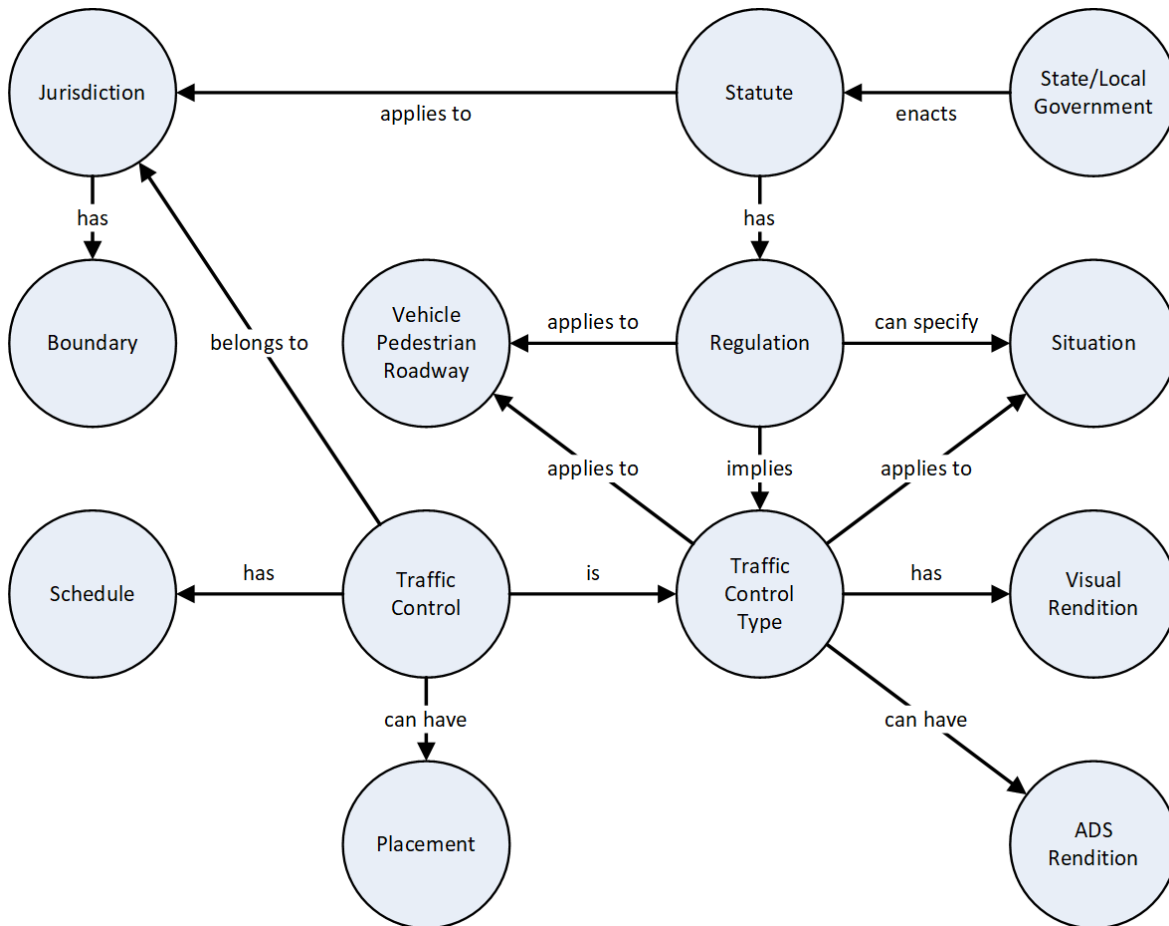 Jurisdiction
applies to
Statute
enacts
State/Local
Government
has
has
Boundary
belongs to
Vehicle
Pedestrian
Roadway
applies to
Regulation
can specify
Situation
applies to
implies
applies to
Schedule
has
Traffic
Control
is
Traffic
Control
Type
has
Visual
Rendition
can have
can have
Placement
ADS
Rendition